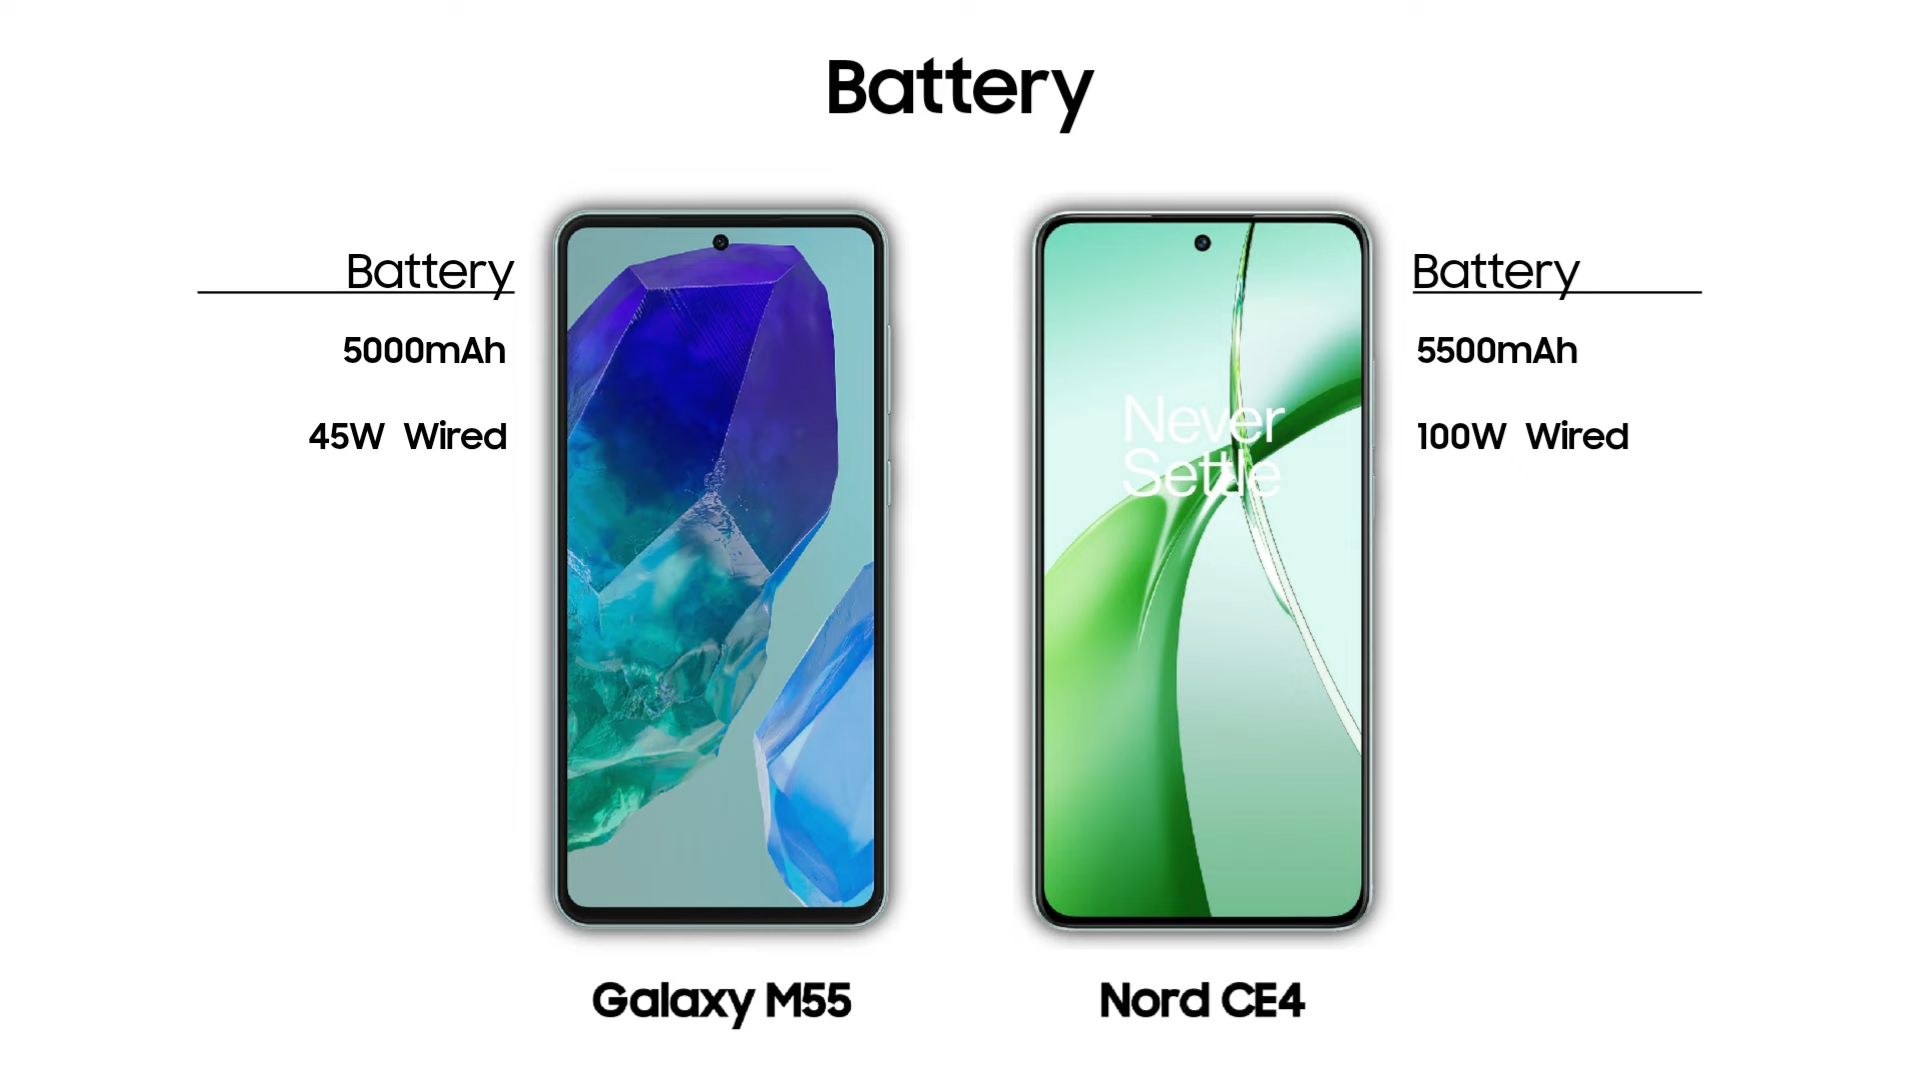 Battery
Battery
5000mAh
45W Wired
Never
Settle
Battery
5500mAh
100W Wired
Galaxy M55
Nord CE4